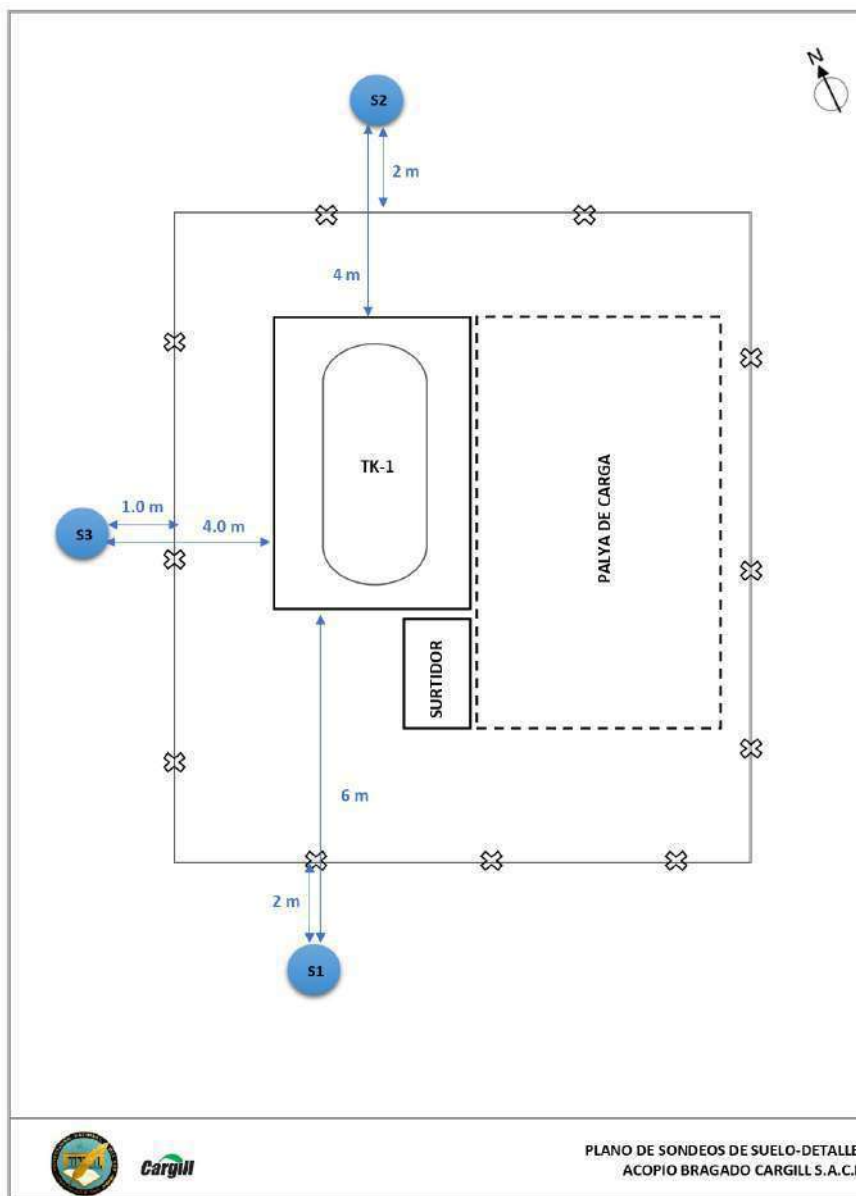 N
S2
2 m
4 m
TK-1
PALYA DE CARGA
1.0 m
S3
4.0 m
SURTIDOR
6 m
2 m
S1
Cargill
PLANO DE SONDEOS DE SUELO-DETALLE
ACOPIO BRAGADO CARGILL S.A.C.I